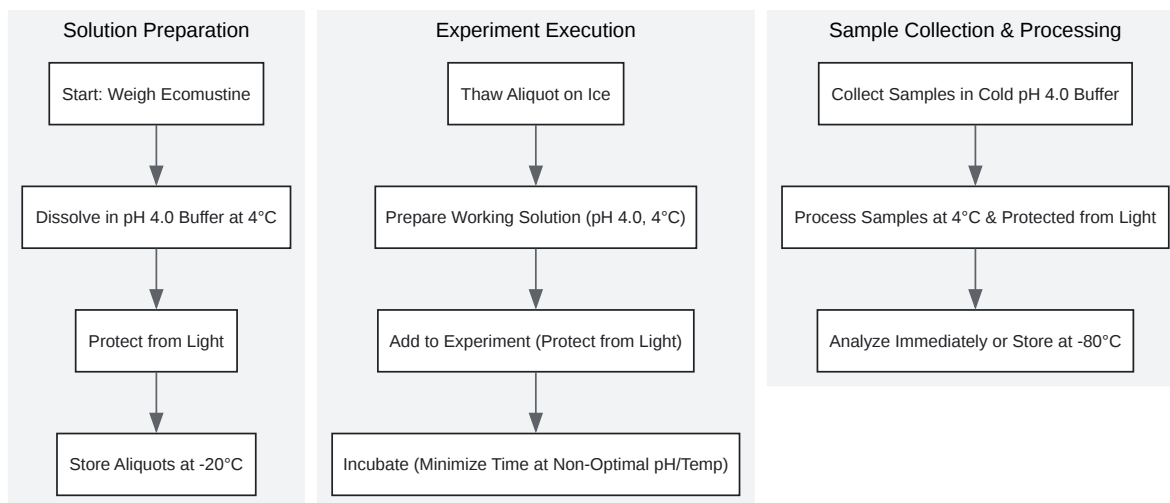 Solution Preparation
Start: Weigh Ecomustine
Dissolve in pH 4.0 Buffer at 4°C
Protect from Light
Store Aliquots at -20°C
Experiment Execution
Thaw Aliquot on Ice
Prepare Working Solution (pH 4.0, 4°C)
Add to Experiment (Protect from Light)
Incubate (Minimize Time at Non-Optimal pH/Temp)
Sample Collection & Processing
Collect Samples in Cold pH 4.0 Buffer
Process Samples at 4°C & Protected from Light
Analyze Immediately or Store at -80°C